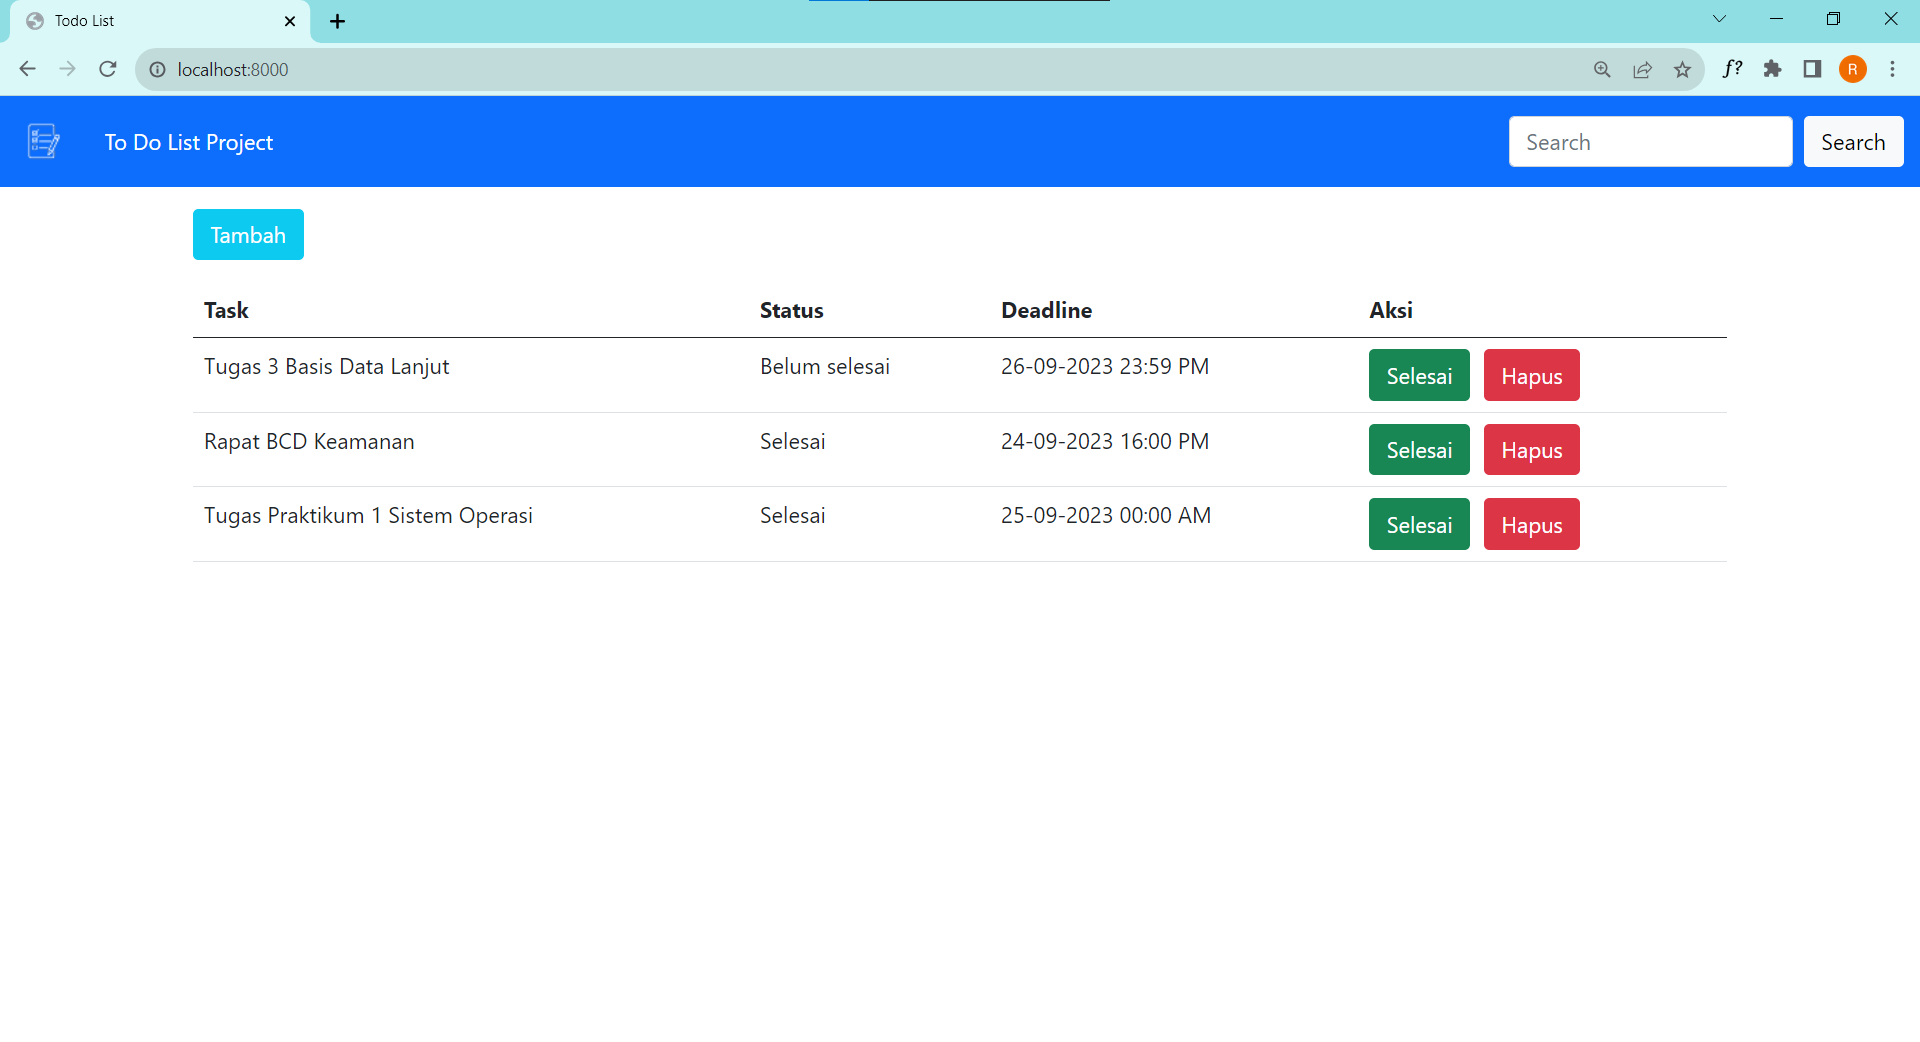 Todo List
localhost:8000
f?
R
To Do List Project
Search
Search
Tambah
Task Status Deadline Aksi
Tugas 3 Basis Data Lanjut Belum selesai 26-09-2023 23:59 PM Selesai Hapus
Rapat BCD Keamanan Selesai 24-09-2023 16:00 PM Selesai Hapus
Tugas Praktikum 1 Sistem Operasi Selesai 25-09-2023 00:00 AM Selesai Hapus